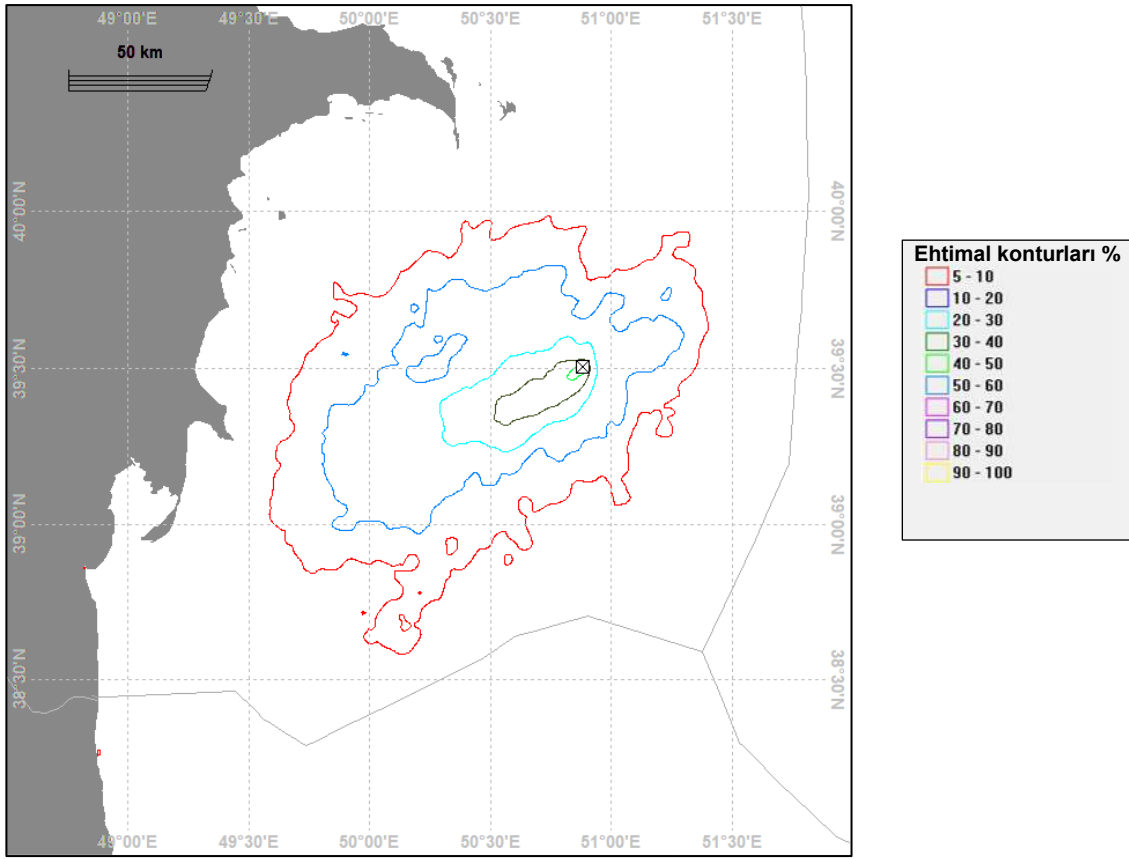 49°00'E 49°30'E 50°00'E 50°30'E 51°00'E 51°30'E
50 km
40°00'N 40°00'N
39°30'N 39°30'N
39°00'N 39°00'N
38°30'N 38°30'N
49°00'E 49°30'E 50°00'E 50°30'E 51°00'E 51°30'E
Ehtimal konturları %
5 - 10
10 - 20
20 - 30
30 - 40
40 - 50
50 - 60
60 - 70
70 - 80
80 - 90
90 - 100